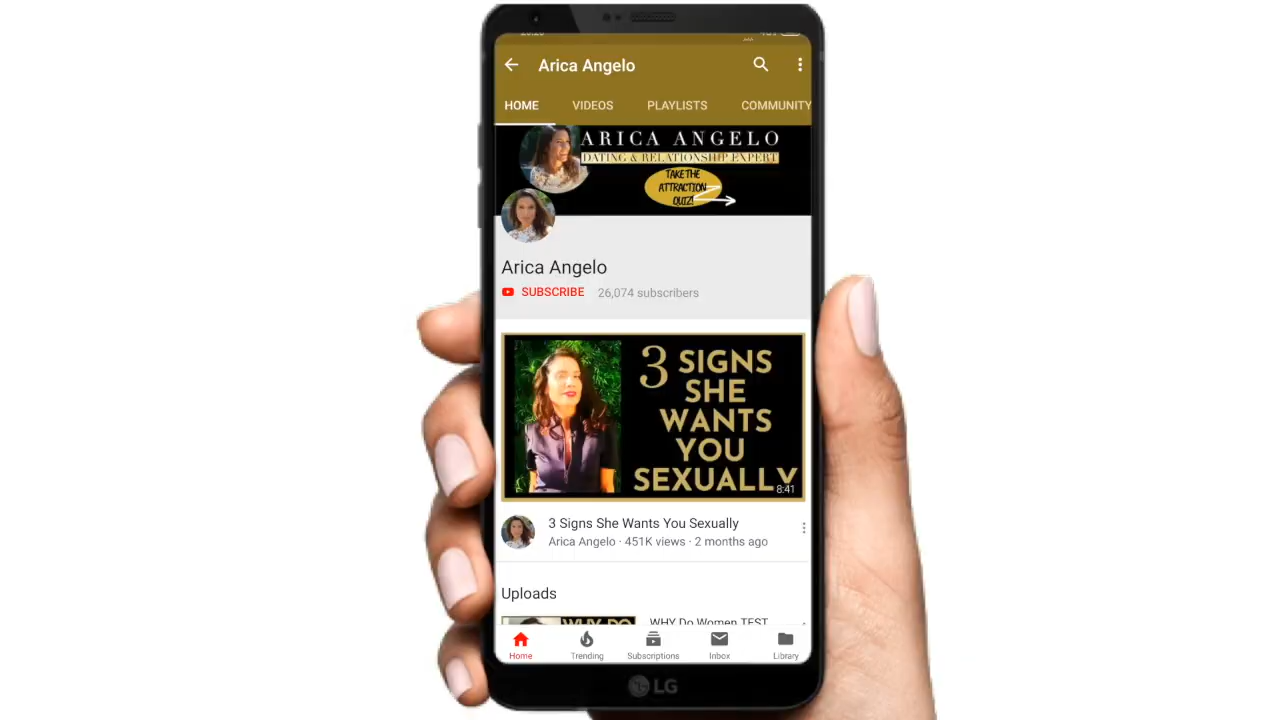 Arica Angelo
HOME VIDEOS PLAYLISTS COMMUNITY
ARICA ANGELO
DATING & RELATIONSHIP EXPERT
TAKE THE
ATTRACTION
QUIZ!
Arica Angelo
SUBSCRIBE 26,074 subscribers
3 SIGNS
SHE
WANTS
YOU
SEXUALLY
8:41
3 Signs She Wants You Sexually
Arica Angelo · 451K views · 2 months ago
Uploads
WHY DO
WHY Do Women TEST
Home Trending Subscriptions Inbox Library
LG